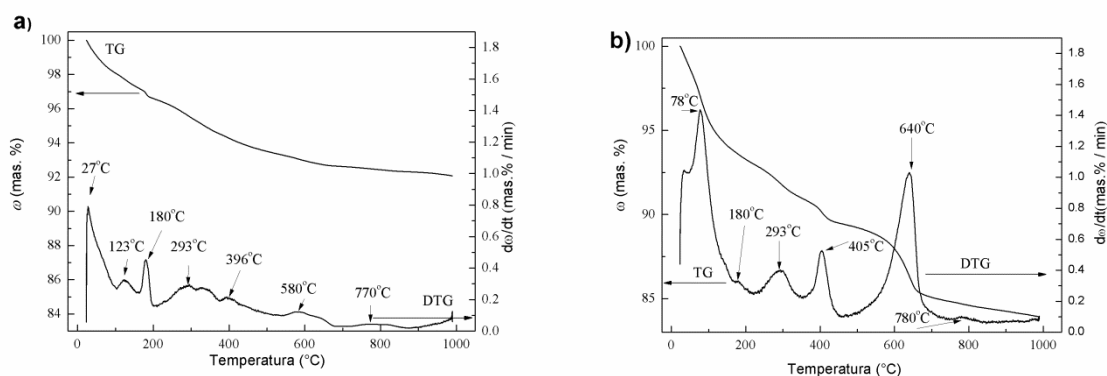 a)
TG
ω (mas. %)
100
98
96
94
92
90
88
86
84
27°C
123°C
180°C
293°C
396°C
580°C
770°C
DTG
1.8
1.6
1.4
1.2
1.0
0.8
0.6
0.4
0.2
0.0
dω/dt (mas.% / min)
0 200 400 600 800 1000
Temperatura (°C)
b)
ω (mas. %)
100
95
90
85
78°C
180°C
293°C
405°C
640°C
780°C
TG
DTG
1.8
1.6
1.4
1.2
1.0
0.8
0.6
0.4
0.2
0.0
dω/dt(mas.% / min)
0 200 400 600 800 1000
Temperatura (°C)